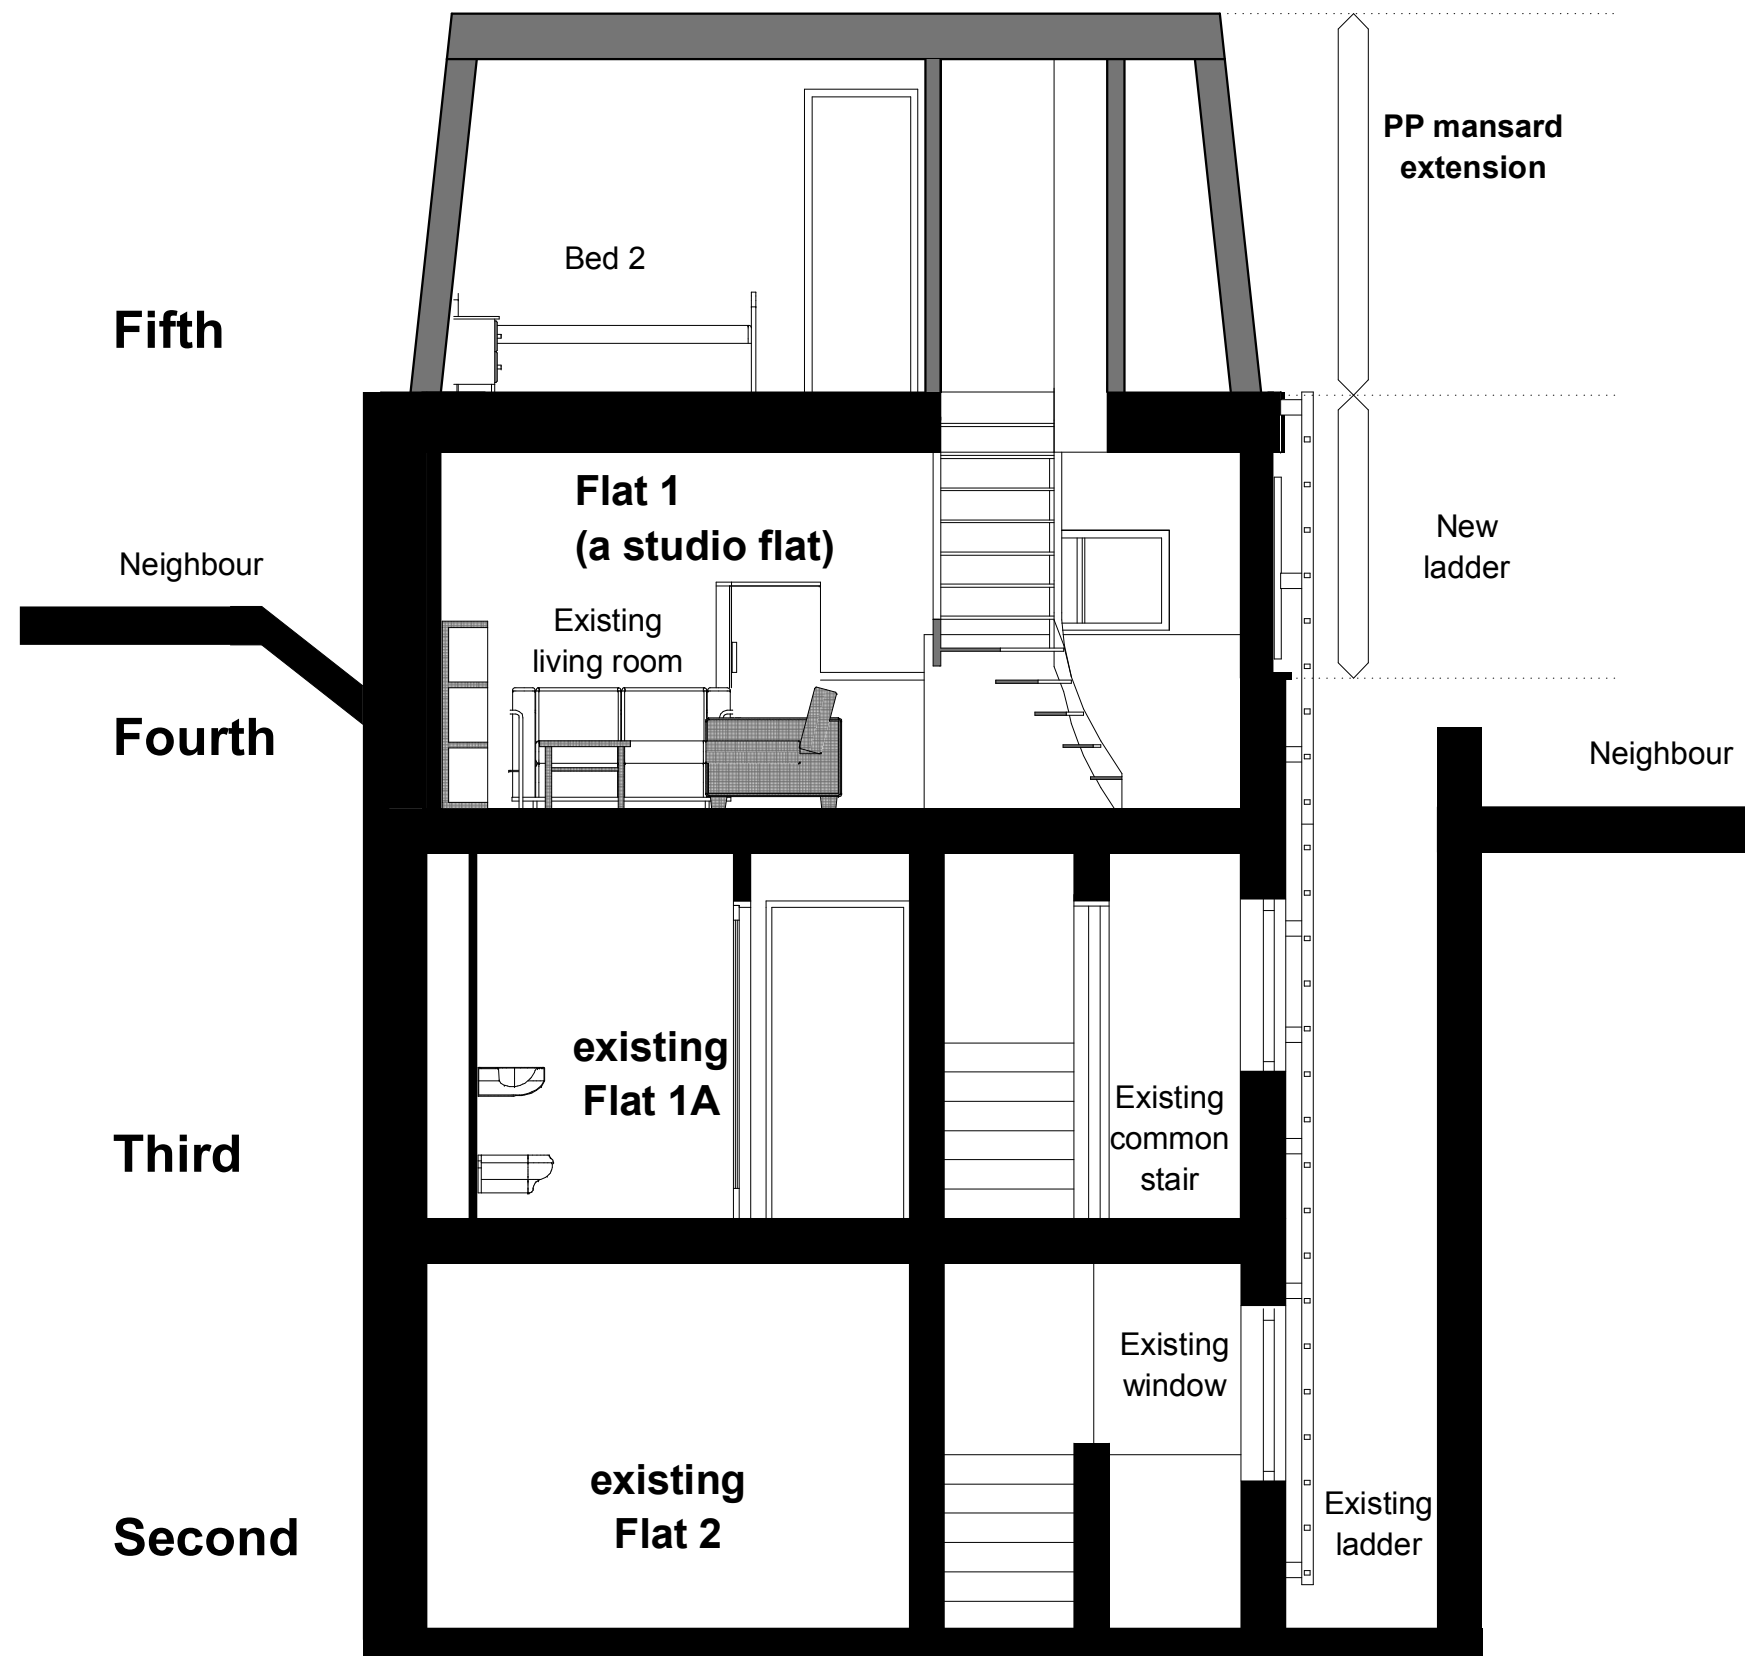 PP mansard
extension
Bed 2
Fifth
Flat 1
(a studio flat)
New
ladder
Neighbour
Existing
living room
Fourth
Neighbour
existing
Flat 1A
Existing
common
stair
Third
Existing
window
existing
Flat 2
Existing
ladder
Second